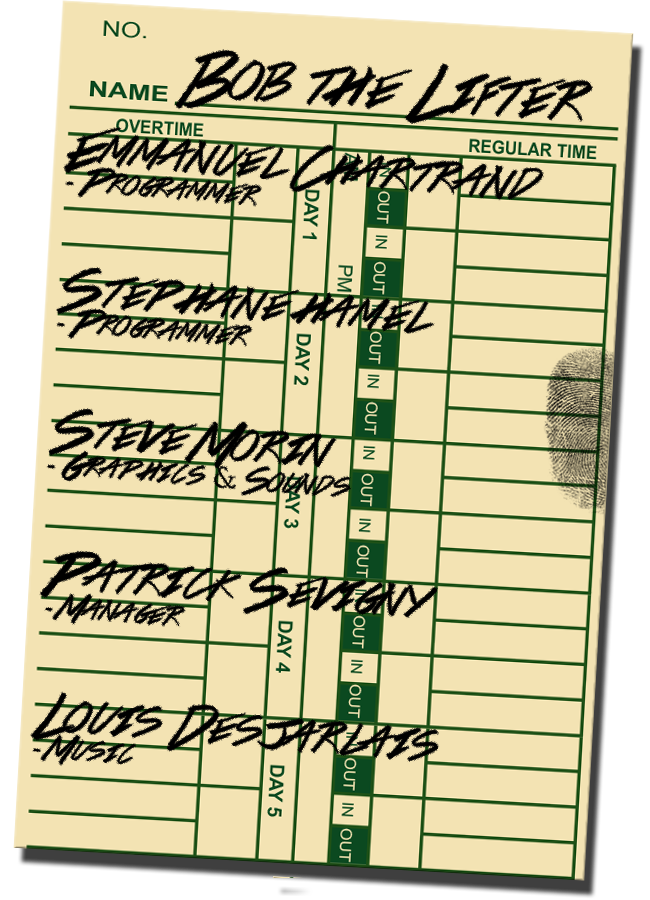 NO.
NAME BOB THE LIFTER
OVERTIME
REGULAR TIME
EMMANUEL CHARTRAND
- PROGRAMMER
DAY 1
OUT
IN
OUT
PM
STEPHANE HAMEL
- PROGRAMMER
DAY 2
OUT
IN
OUT
STEVE MORIN
IN
- GRAPHICS & SOUNDS
DAY 3
OUT
IN
OUT
PATRICK SEVIGNY
- MANAGER
DAY 4
OUT
IN
OUT
LOUIS DESJARLAIS
- MUSIC
DAY 5
OUT
IN
OUT